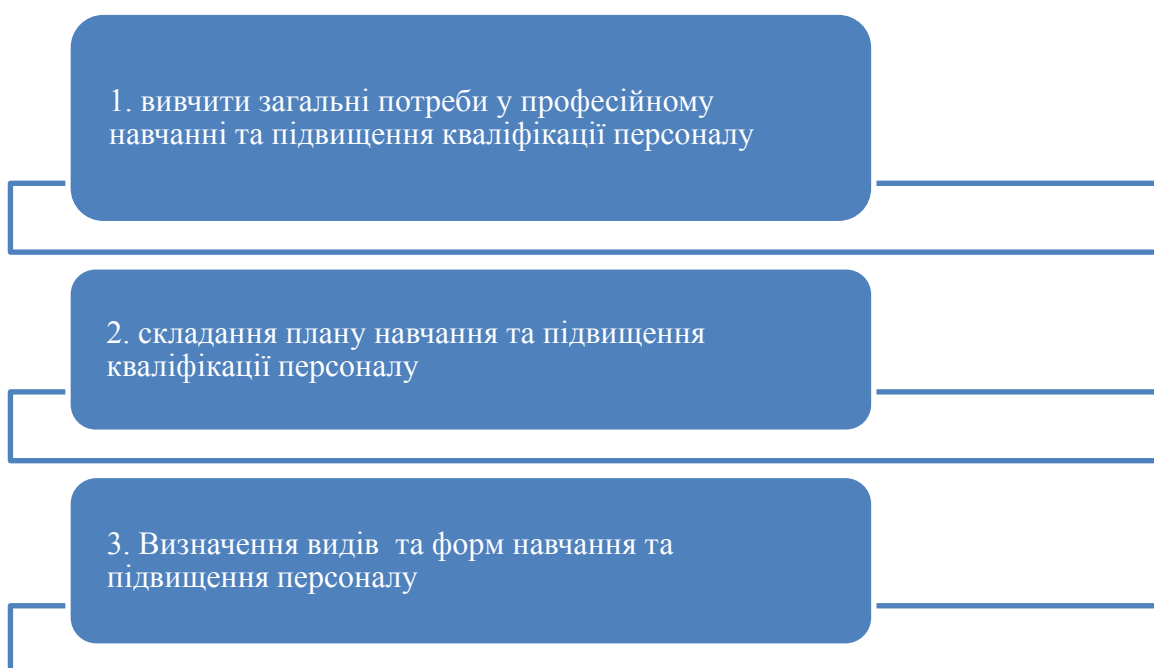 1. вивчити загальні потреби у професійному
навчанні та підвищення кваліфікації персоналу
2. складання плану навчання та підвищення
кваліфікації персоналу
3. Визначення видів  та форм навчання та
підвищення персоналу